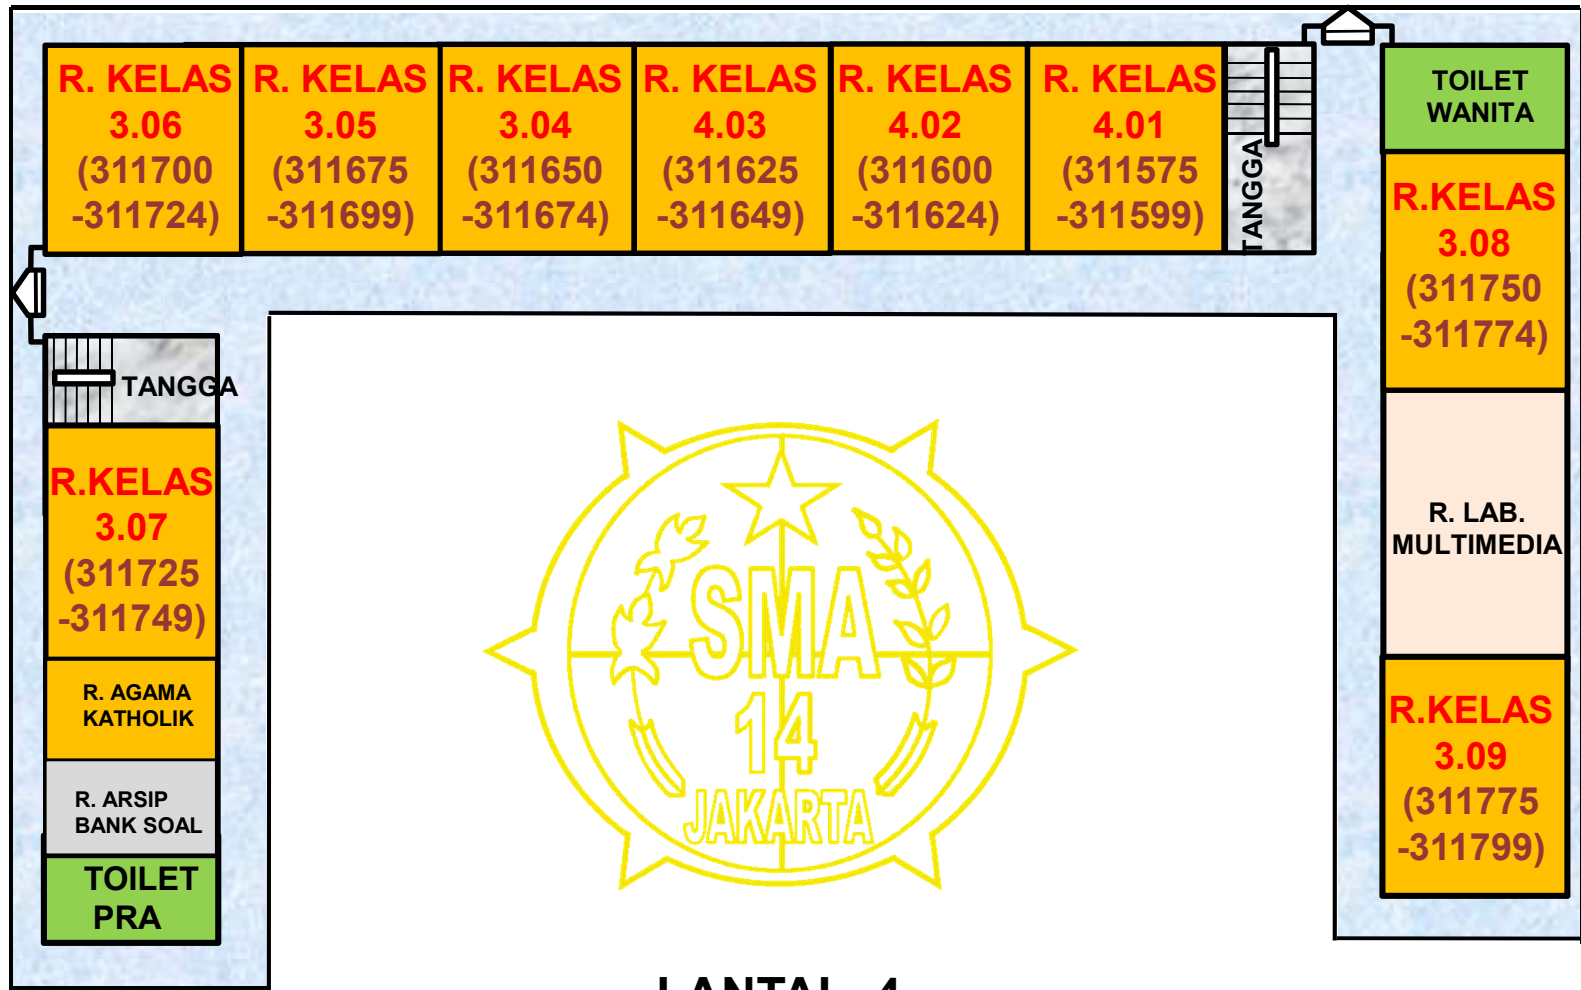 R. KELAS
3.06
(311700
-311724)
R. KELAS
3.05
(311675
-311699)
R. KELAS
3.04
(311650
-311674)
R. KELAS
4.03
(311625
-311649)
R. KELAS
4.02
(311600
-311624)
R. KELAS
4.01
(311575
-311599)
TANGGA
TOILET
WANITA
R.KELAS
3.08
(311750
-311774)
R. LAB.
MULTIMEDIA
R.KELAS
3.09
(311775
-311799)
TANGGA
R.KELAS
3.07
(311725
-311749)
R. AGAMA
KATHOLIK
R. ARSIP
BANK SOAL
TOILET
PRA
SMA
14
JAKARTA
LANTAI 4